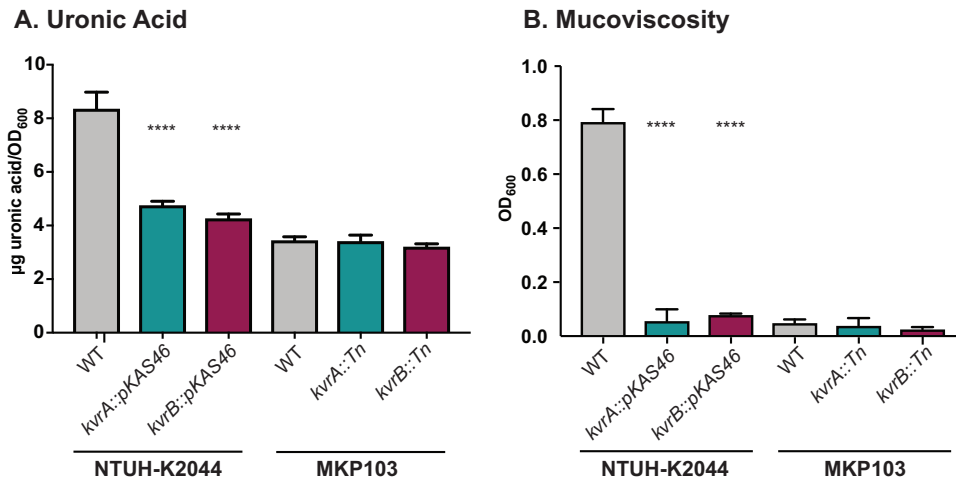 A. Uronic Acid
µg uronic acid/OD600
10
8
6
4
2
0
****
****
WT
kvrA::pKAS46
kvrB::pKAS46
WT
kvrA::Tn
kvrB::Tn
NTUH-K2044
MKP103
B. Mucoviscosity
OD600
1.0
0.8
0.6
0.4
0.2
0.0
****
****
WT
kvrA::pKAS46
kvrB::pKAS46
WT
kvrA::Tn
kvrB::Tn
NTUH-K2044
MKP103